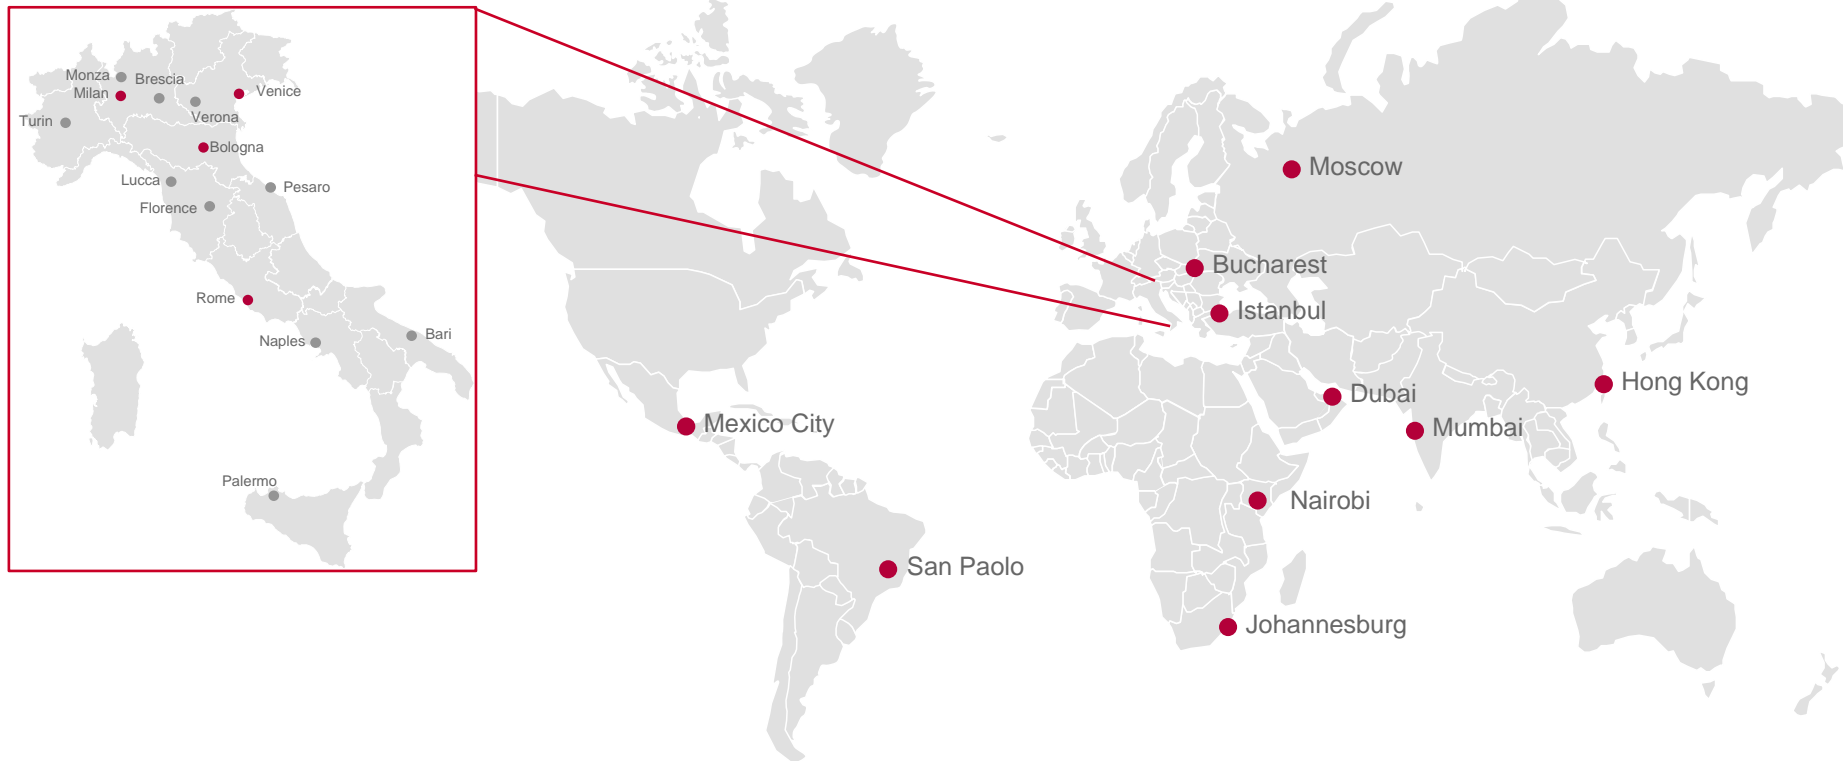 Monza
Brescia
Milan
Venice
Turin
Verona
Bologna
Lucca
Pesaro
Florence
Rome
Naples
Bari
Palermo
Moscow
Bucharest
Istanbul
Hong Kong
Dubai
Mexico City
Mumbai
Nairobi
San Paolo
Johannesburg